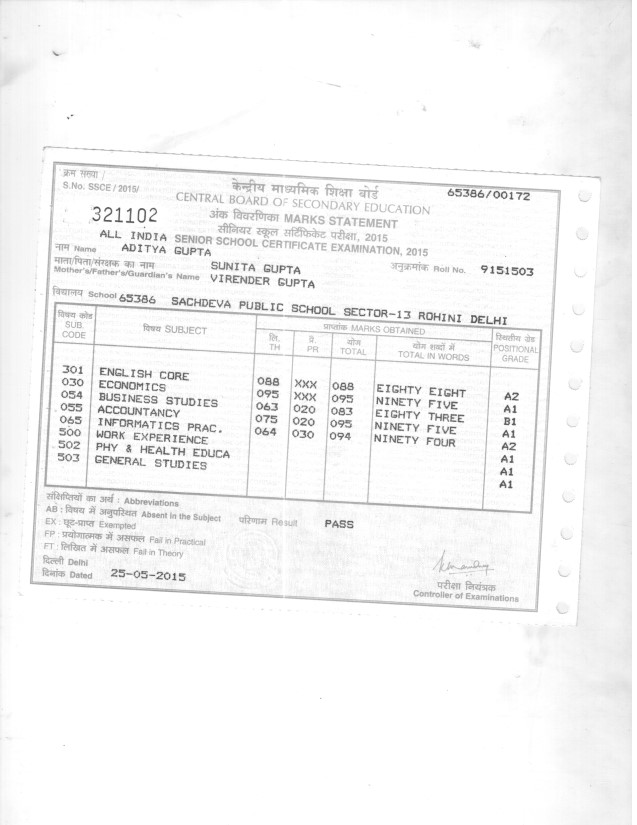 क्रम संख्या /
S.No. SSCE / 2015/
321102
65386/00172
केन्द्रीय माध्यमिक शिक्षा बोर्ड
CENTRAL BOARD OF SECONDARY EDUCATION
अंक विवरणिका MARKS STATEMENT
सीनियर स्कूल सर्टिफिकेट परीक्षा, 2015
ALL INDIA SENIOR SCHOOL CERTIFICATE EXAMINATION, 2015
नाम Name ADITYA GUPTA
माता/पिता/संरक्षक का नाम SUNITA GUPTA अनुक्रमांक Roll No. 9151503
Mother's/Father's/Guardian's Name VIRENDER GUPTA
विद्यालय School 65386 SACHDEVA PUBLIC SCHOOL SECTOR-13 ROHINI DELHI
विषय कोड SUB. CODE विषय SUBJECT प्राप्तांक MARKS OBTAINED स्थितीय ग्रेड POSITIONAL GRADE
लि. TH प्रै. PR योग TOTAL योग शब्दों में TOTAL IN WORDS
301 ENGLISH CORE 088 XXX 088 EIGHTY EIGHT A2
030 ECONOMICS 095 XXX 095 NINETY FIVE A1
054 BUSINESS STUDIES 063 020 083 EIGHTY THREE B1
055 ACCOUNTANCY 075 020 095 NINETY FIVE A1
065 INFORMATICS PRAC. 064 030 094 NINETY FOUR A2
500 WORK EXPERIENCE A1
502 PHY & HEALTH EDUCA A1
503 GENERAL STUDIES A1
संक्षिप्तियों का अर्थ : Abbreviations
AB : विषय में अनुपस्थित Absent in the Subject परिणाम Result PASS
EX : छूट-प्राप्त Exempted
FP : प्रयोगात्मक में असफल Fail in Practical
FT : लिखित में असफल Fail in Theory
दिल्ली Delhi
दिनांक Dated 25-05-2015
परीक्षा नियंत्रक
Controller of Examinations